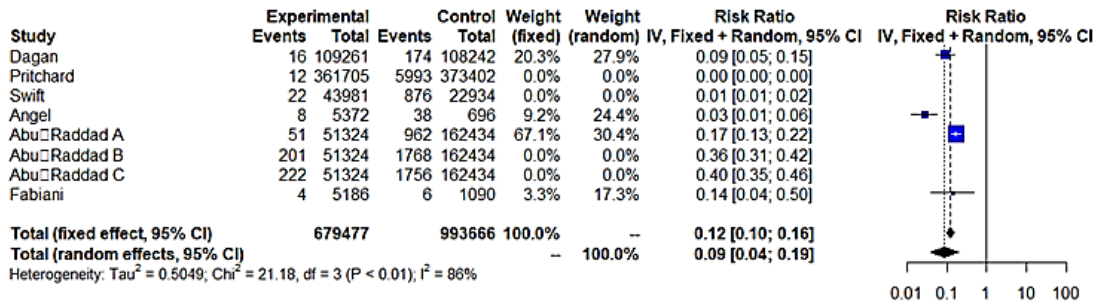 Experimental Control Weight Weight Risk Ratio Risk Ratio
Study Events Total Events Total (fixed) (random) IV, Fixed + Random, 95% CI IV, Fixed + Random, 95% CI
Dagan 16 109261 174 108242 20.3% 27.9% 0.09 [0.05; 0.15]
Pritchard 12 361705 5993 373402 0.0% 0.0% 0.00 [0.00; 0.00]
Swift 22 43981 876 22934 0.0% 0.0% 0.01 [0.01; 0.02]
Angel 8 5372 38 696 9.2% 24.4% 0.03 [0.01; 0.06]
Abu□Raddad A 51 51324 962 162434 67.1% 30.4% 0.17 [0.13; 0.22]
Abu□Raddad B 201 51324 1768 162434 0.0% 0.0% 0.36 [0.31; 0.42]
Abu□Raddad C 222 51324 1756 162434 0.0% 0.0% 0.40 [0.35; 0.46]
Fabiani 4 5186 6 1090 3.3% 17.3% 0.14 [0.04; 0.50]
Total (fixed effect, 95% CI) 679477 993666 100.0% -- 0.12 [0.10; 0.16]
Total (random effects, 95% CI) -- 100.0% 0.09 [0.04; 0.19]
Heterogeneity: Tau² = 0.5049; Chi² = 21.18, df = 3 (P < 0.01); I² = 86%
0.01 0.1 1 10 100